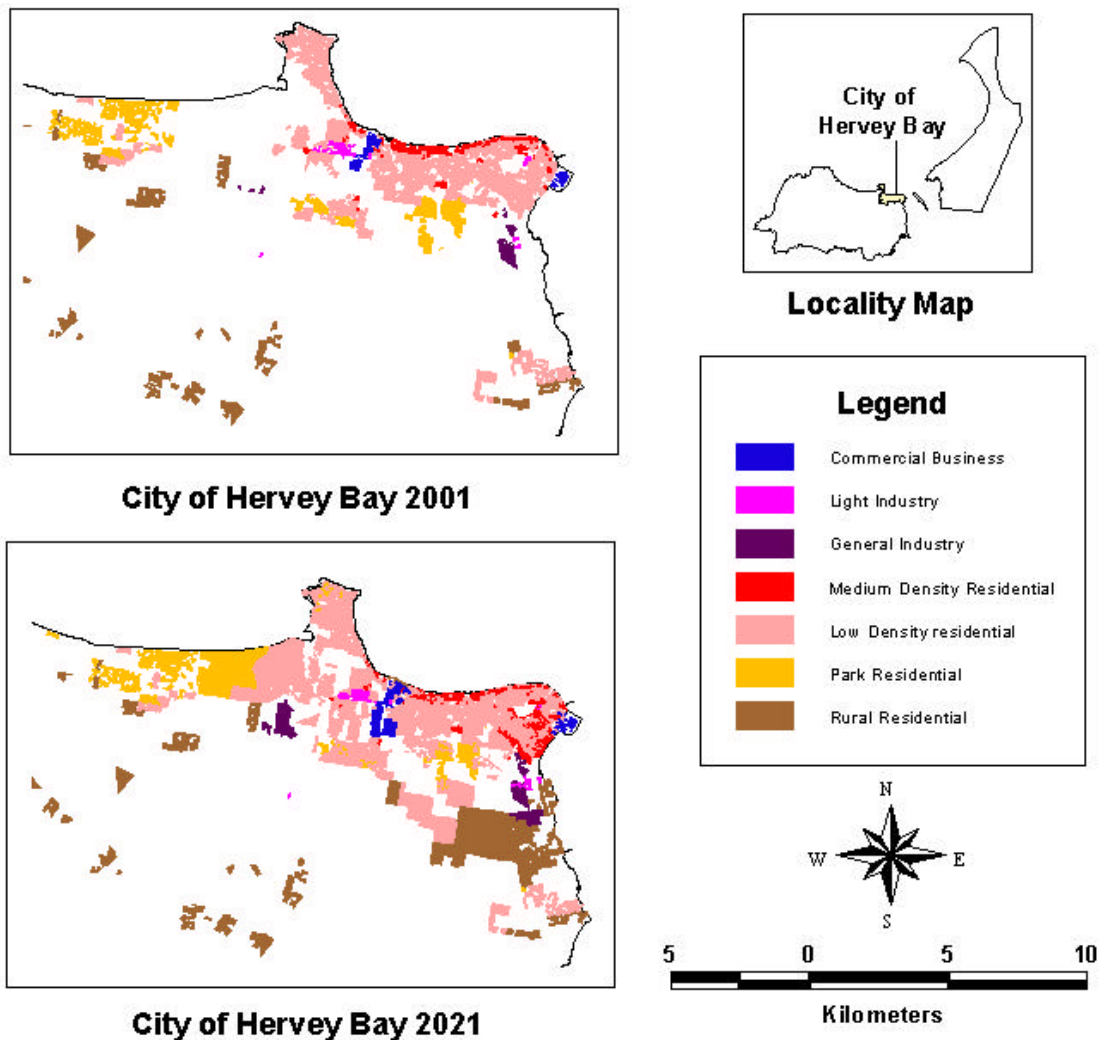 City of
Hervey Bay
Locality Map
City of Hervey Bay 2001
Legend
Commercial Business
Light Industry
General Industry
Medium Density Residential
Low Density residential
Park Residential
Rural Residential
N
W
E
S
5
0
5
10
Kilometers
City of Hervey Bay 2021